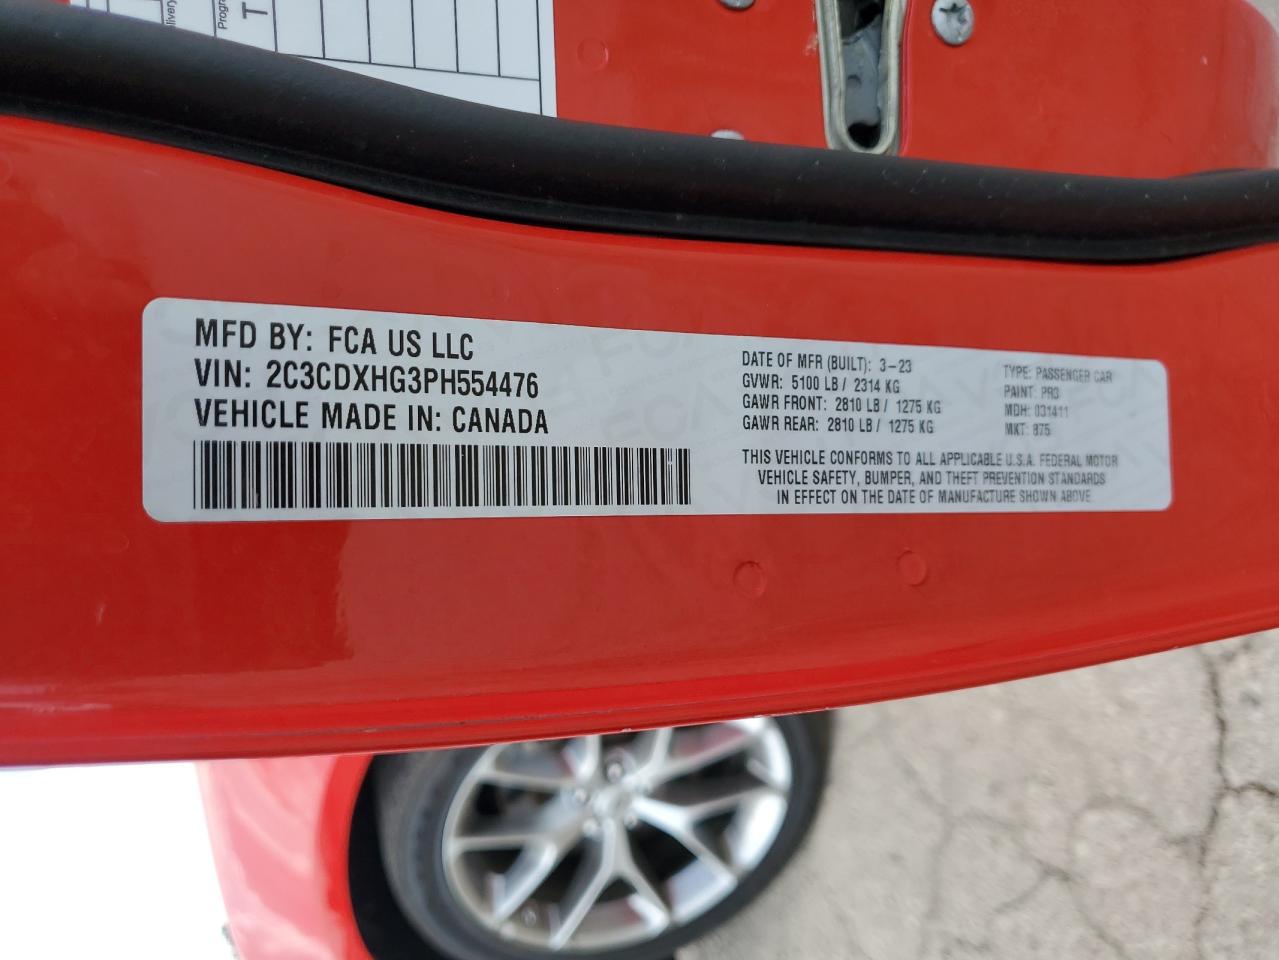 Program
T
MFD BY: FCA US LLC
VIN: 2C3CDXHG3PH554476
VEHICLE MADE IN: CANADA
DATE OF MFR (BUILT): 3-23
GVWR: 5100 LB / 2314 KG
GAWR FRONT: 2810 LB / 1275 KG
GAWR REAR: 2810 LB / 1275 KG
TYPE: PASSENGER CAR
PAINT: PR3
MDH: 031411
MKT: 875
THIS VEHICLE CONFORMS TO ALL APPLICABLE U.S.A. FEDERAL MOTOR
VEHICLE SAFETY, BUMPER, AND THEFT PREVENTION STANDARDS
IN EFFECT ON THE DATE OF MANUFACTURE SHOWN ABOVE